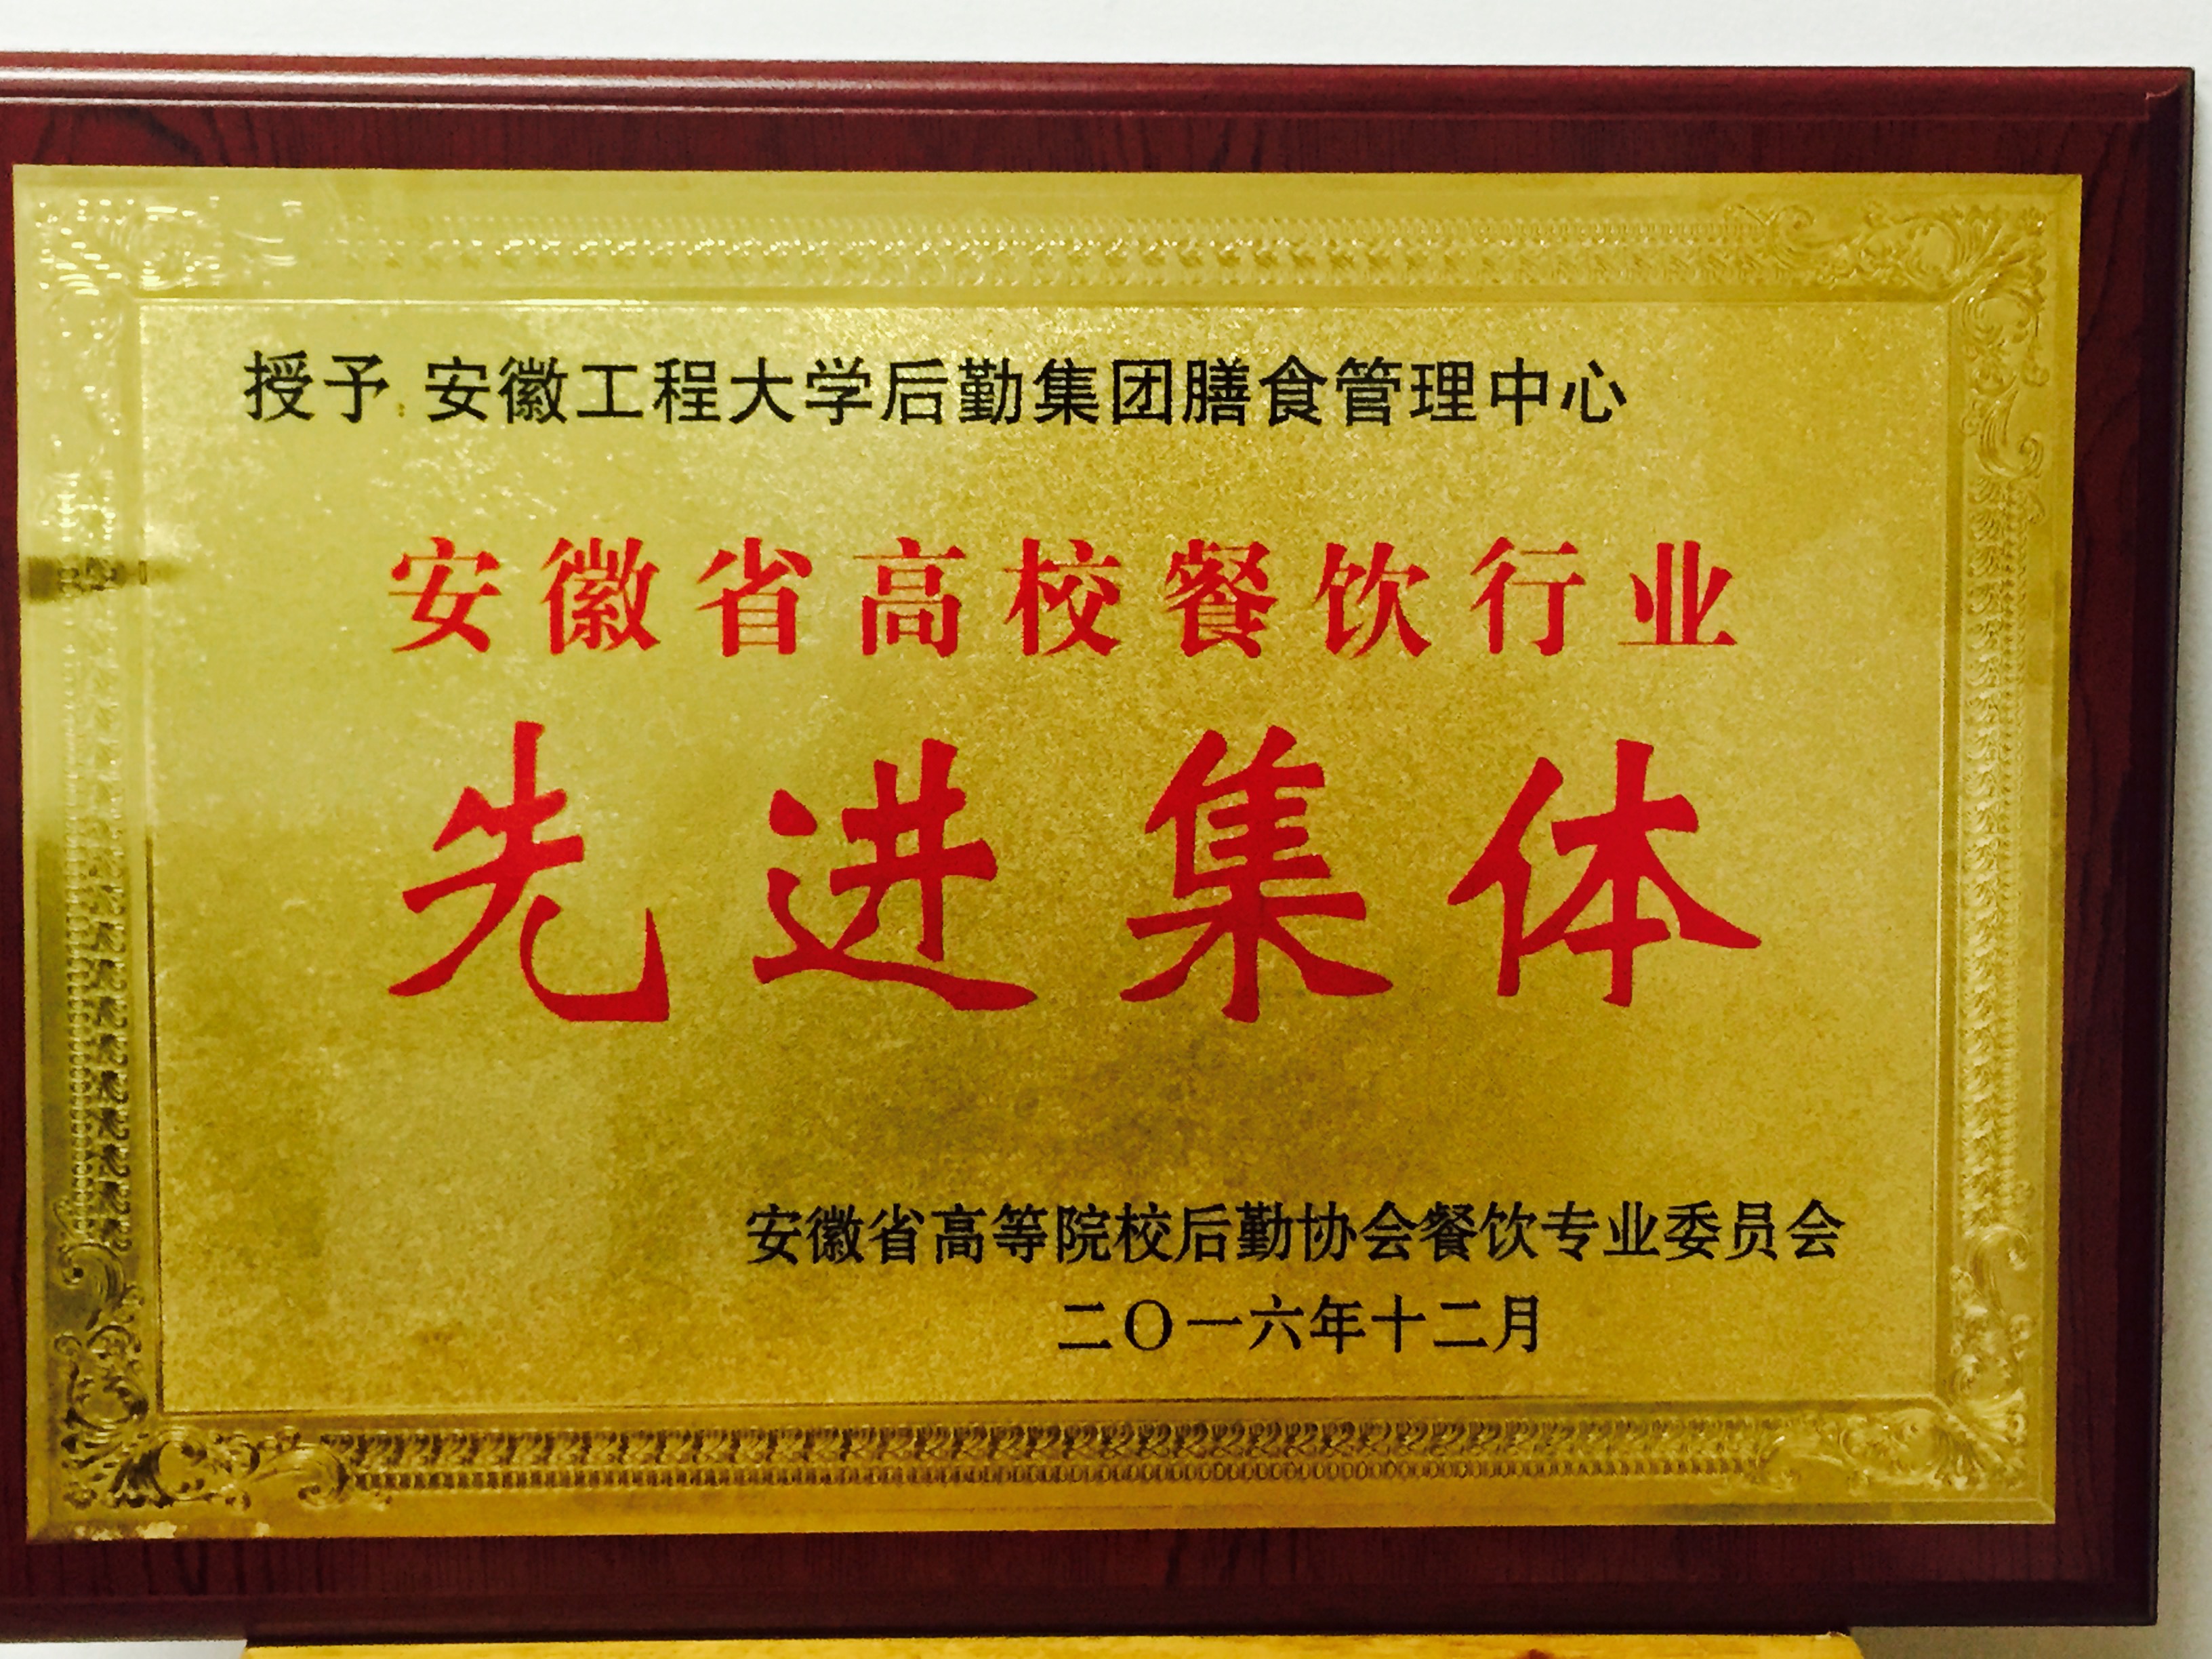 授予：安徽工程大学后勤集团膳食管理中心
安徽省高校餐饮行业
先进集体
安徽省高等院校后勤协会餐饮专业委员会
二〇一六年十二月